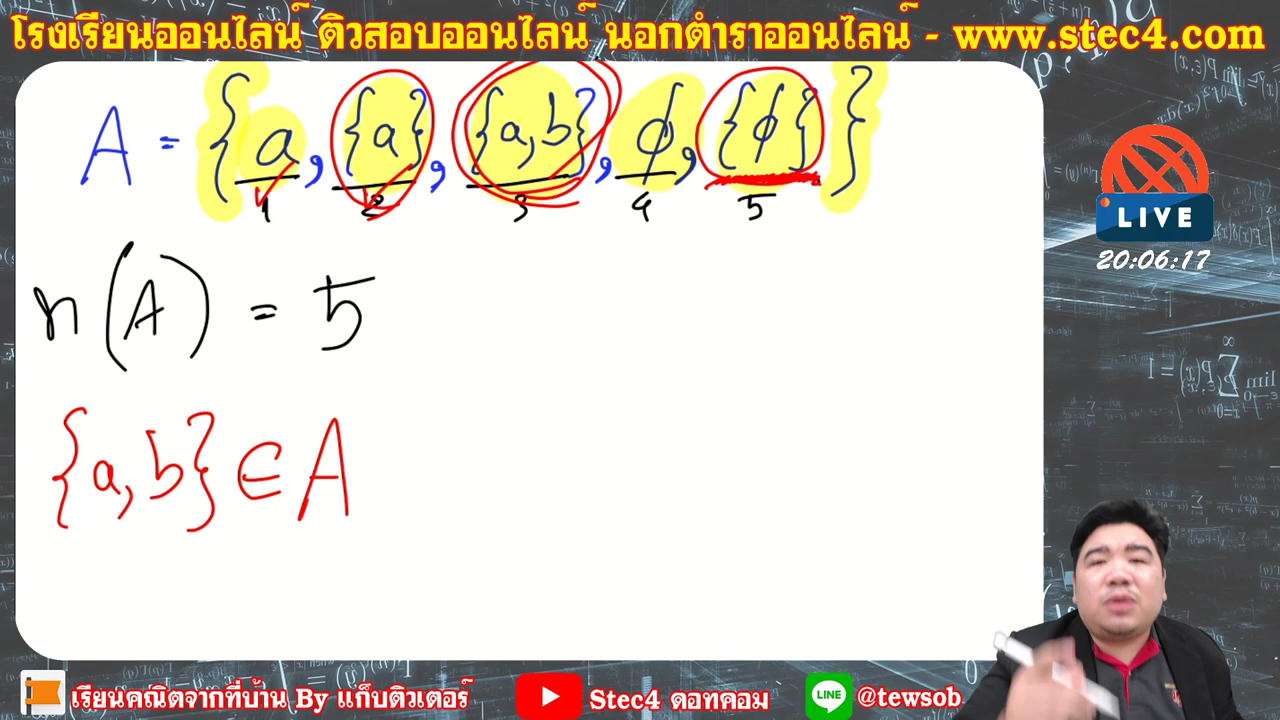 โรงเรียนออนไลน์ ติวสอบออนไลน์ นอกตำราออนไลน์ - www.stec4.com
A = {a, {a}, {a,b}, ϕ, {ϕ}}
1 2 3 4 5
LIVE
20:06:17
n(A) = 5
{a,b} ∈ A
เรียนคณิตจากที่บ้าน By แก็บติวเตอร์
Stec4 ดอทคอม
LINE
@tewsob